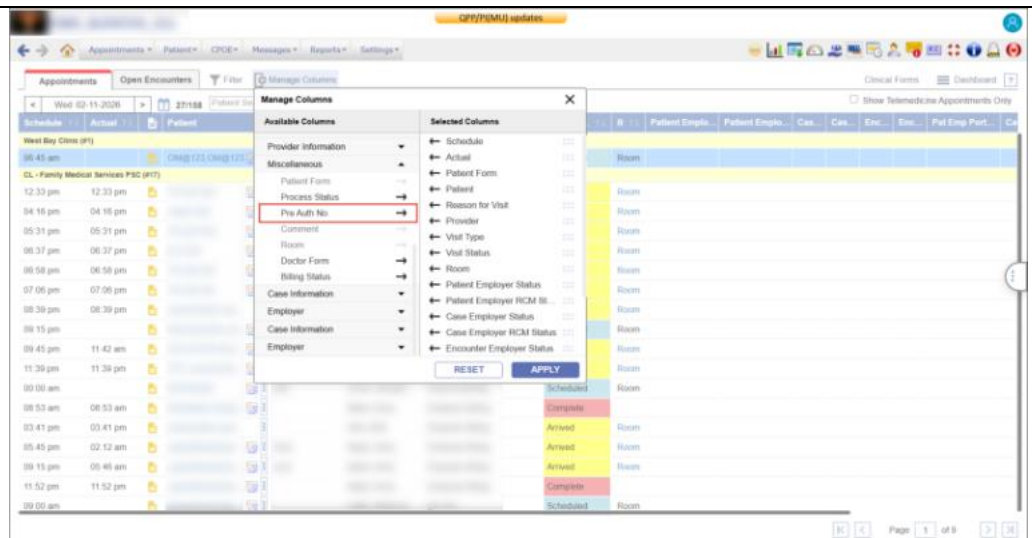 QPP/PI(MU) updates
Appointments Patient CPOE Messages Reports Settings
Appointments Open Encounters Filter Manage Columns Clinical Forms Dashboard
< Wed 02-11-2026 > 27/188 Show Telemedicine Appointments Only
Manage Columns
Available Columns
Provider Information
Miscellaneous
Patient Form
Process Status
Pre Auth No
Comment
Room
Doctor Form
Billing Status
Case Information
Employer
Case Information
Employer
Selected Columns
Schedule
Actual
Patient Form
Patient
Reason for Visit
Provider
Visit Type
Visit Status
Room
Patient Employer Status
Patient Employer RCM St...
Case Employer Status
Case Employer RCM Status
Encounter Employer Status
RESET APPLY
Schedule Actual Patient R Patient Emplo... Patient Emplo... Cas... Cas... Enc... Enc... Pat Emp Port... Ca
West Bay Clinic (#1)
06:45 am Room
CL - Family Medical Services PSC (#17)
12:33 pm 12:33 pm Room
04:16 pm 04:16 pm Room
05:31 pm 05:31 pm Room
06:37 pm 06:37 pm Room
06:58 pm 06:58 pm Room
07:06 pm 07:06 pm Room
08:39 pm 08:39 pm Room
09:15 pm Room
09:45 pm 11:42 am Room
11:39 pm 11:39 pm Room
00:00 am Scheduled Room
08:53 am 08:53 am Complete
03:41 pm 03:41 pm Arrived Room
05:45 pm 02:12 am Arrived Room
09:15 pm 05:46 am Arrived Room
11:52 pm 11:52 pm Complete
09:00 am Scheduled Room
Page 1 of 8